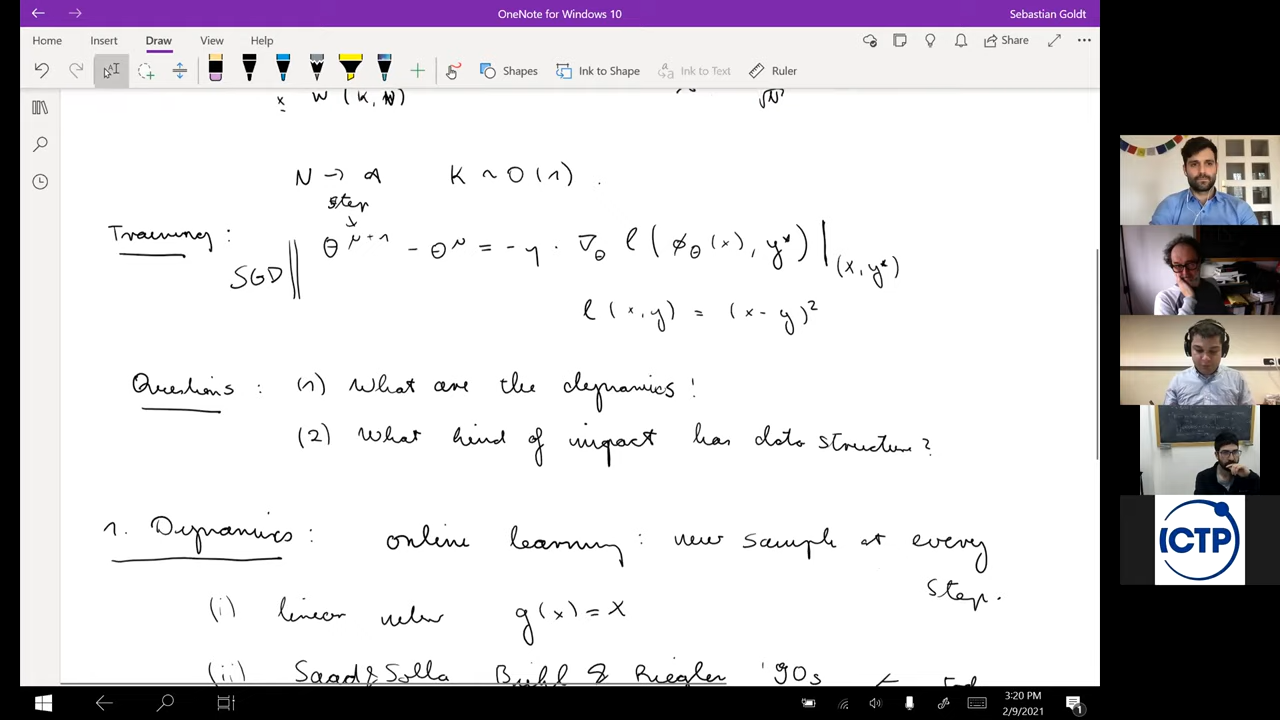 OneNote for Windows 10
Sebastian Goldt
Home Insert Draw View Help
Share
Shapes Ink to Shape Ink to Text Ruler
x W (K, N) √N
N → ∞ K ~ O(1).
step
Training: θ^{μ+1} - θ^μ = -η · ∇_θ ℓ(ϕ_θ(x), y*)|_{(x, y*)}
SGD
ℓ(x, y) = (x - y)²
Questions: (1) What are the dynamics!
(2) What kind of impact has data structure?
1. Dynamics: online learning: new sample at every
step.
(i) linear g(x) = x
(ii) Saad & Solla Biehl & Riegler '90s ←
ICTP
3:20 PM
2/9/2021
1